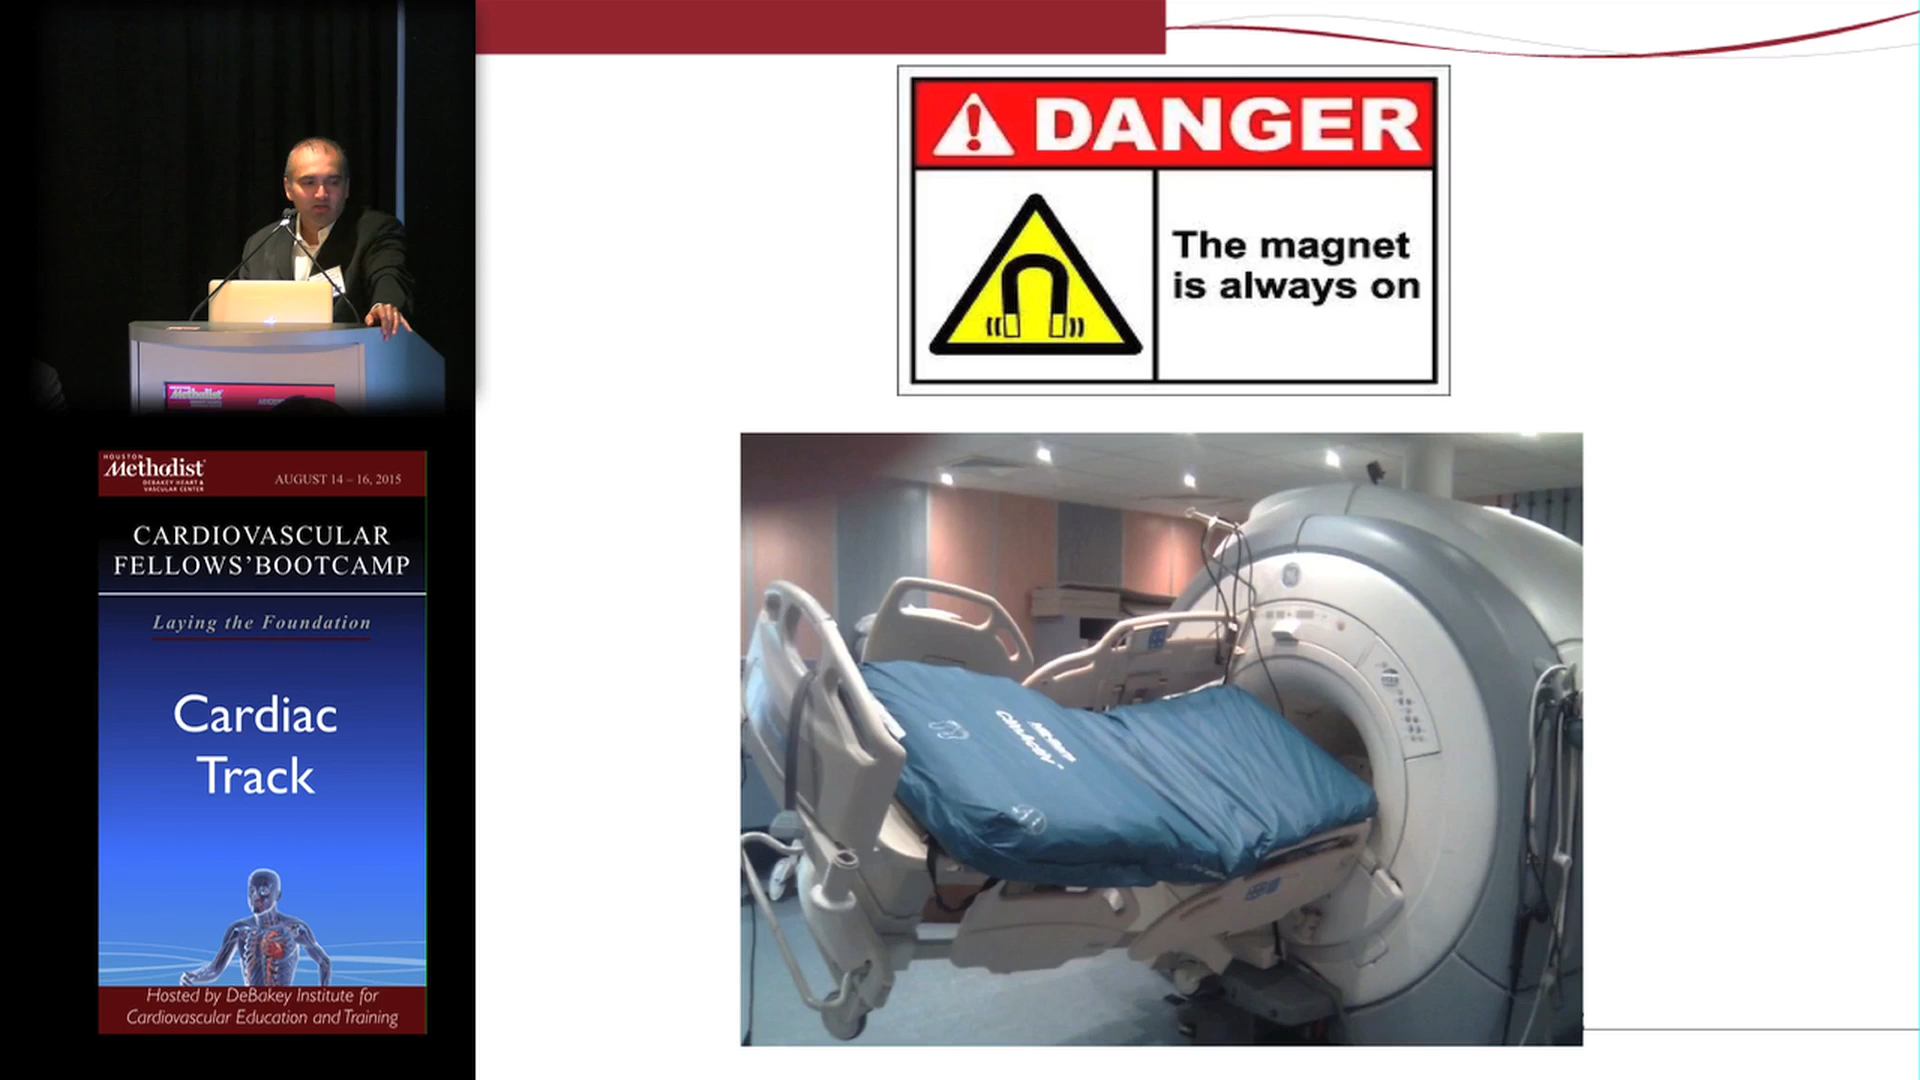 DANGER
The magnet
is always on
HOUSTON
Methodist
DEBAKEY HEART &
VASCULAR CENTER
AUGUST 14 – 16, 2015
CARDIOVASCULAR
FELLOWS’BOOTCAMP
Laying the Foundation
Cardiac
Track
Hosted by DeBakey Institute for
Cardiovascular Education and Training
Methodist